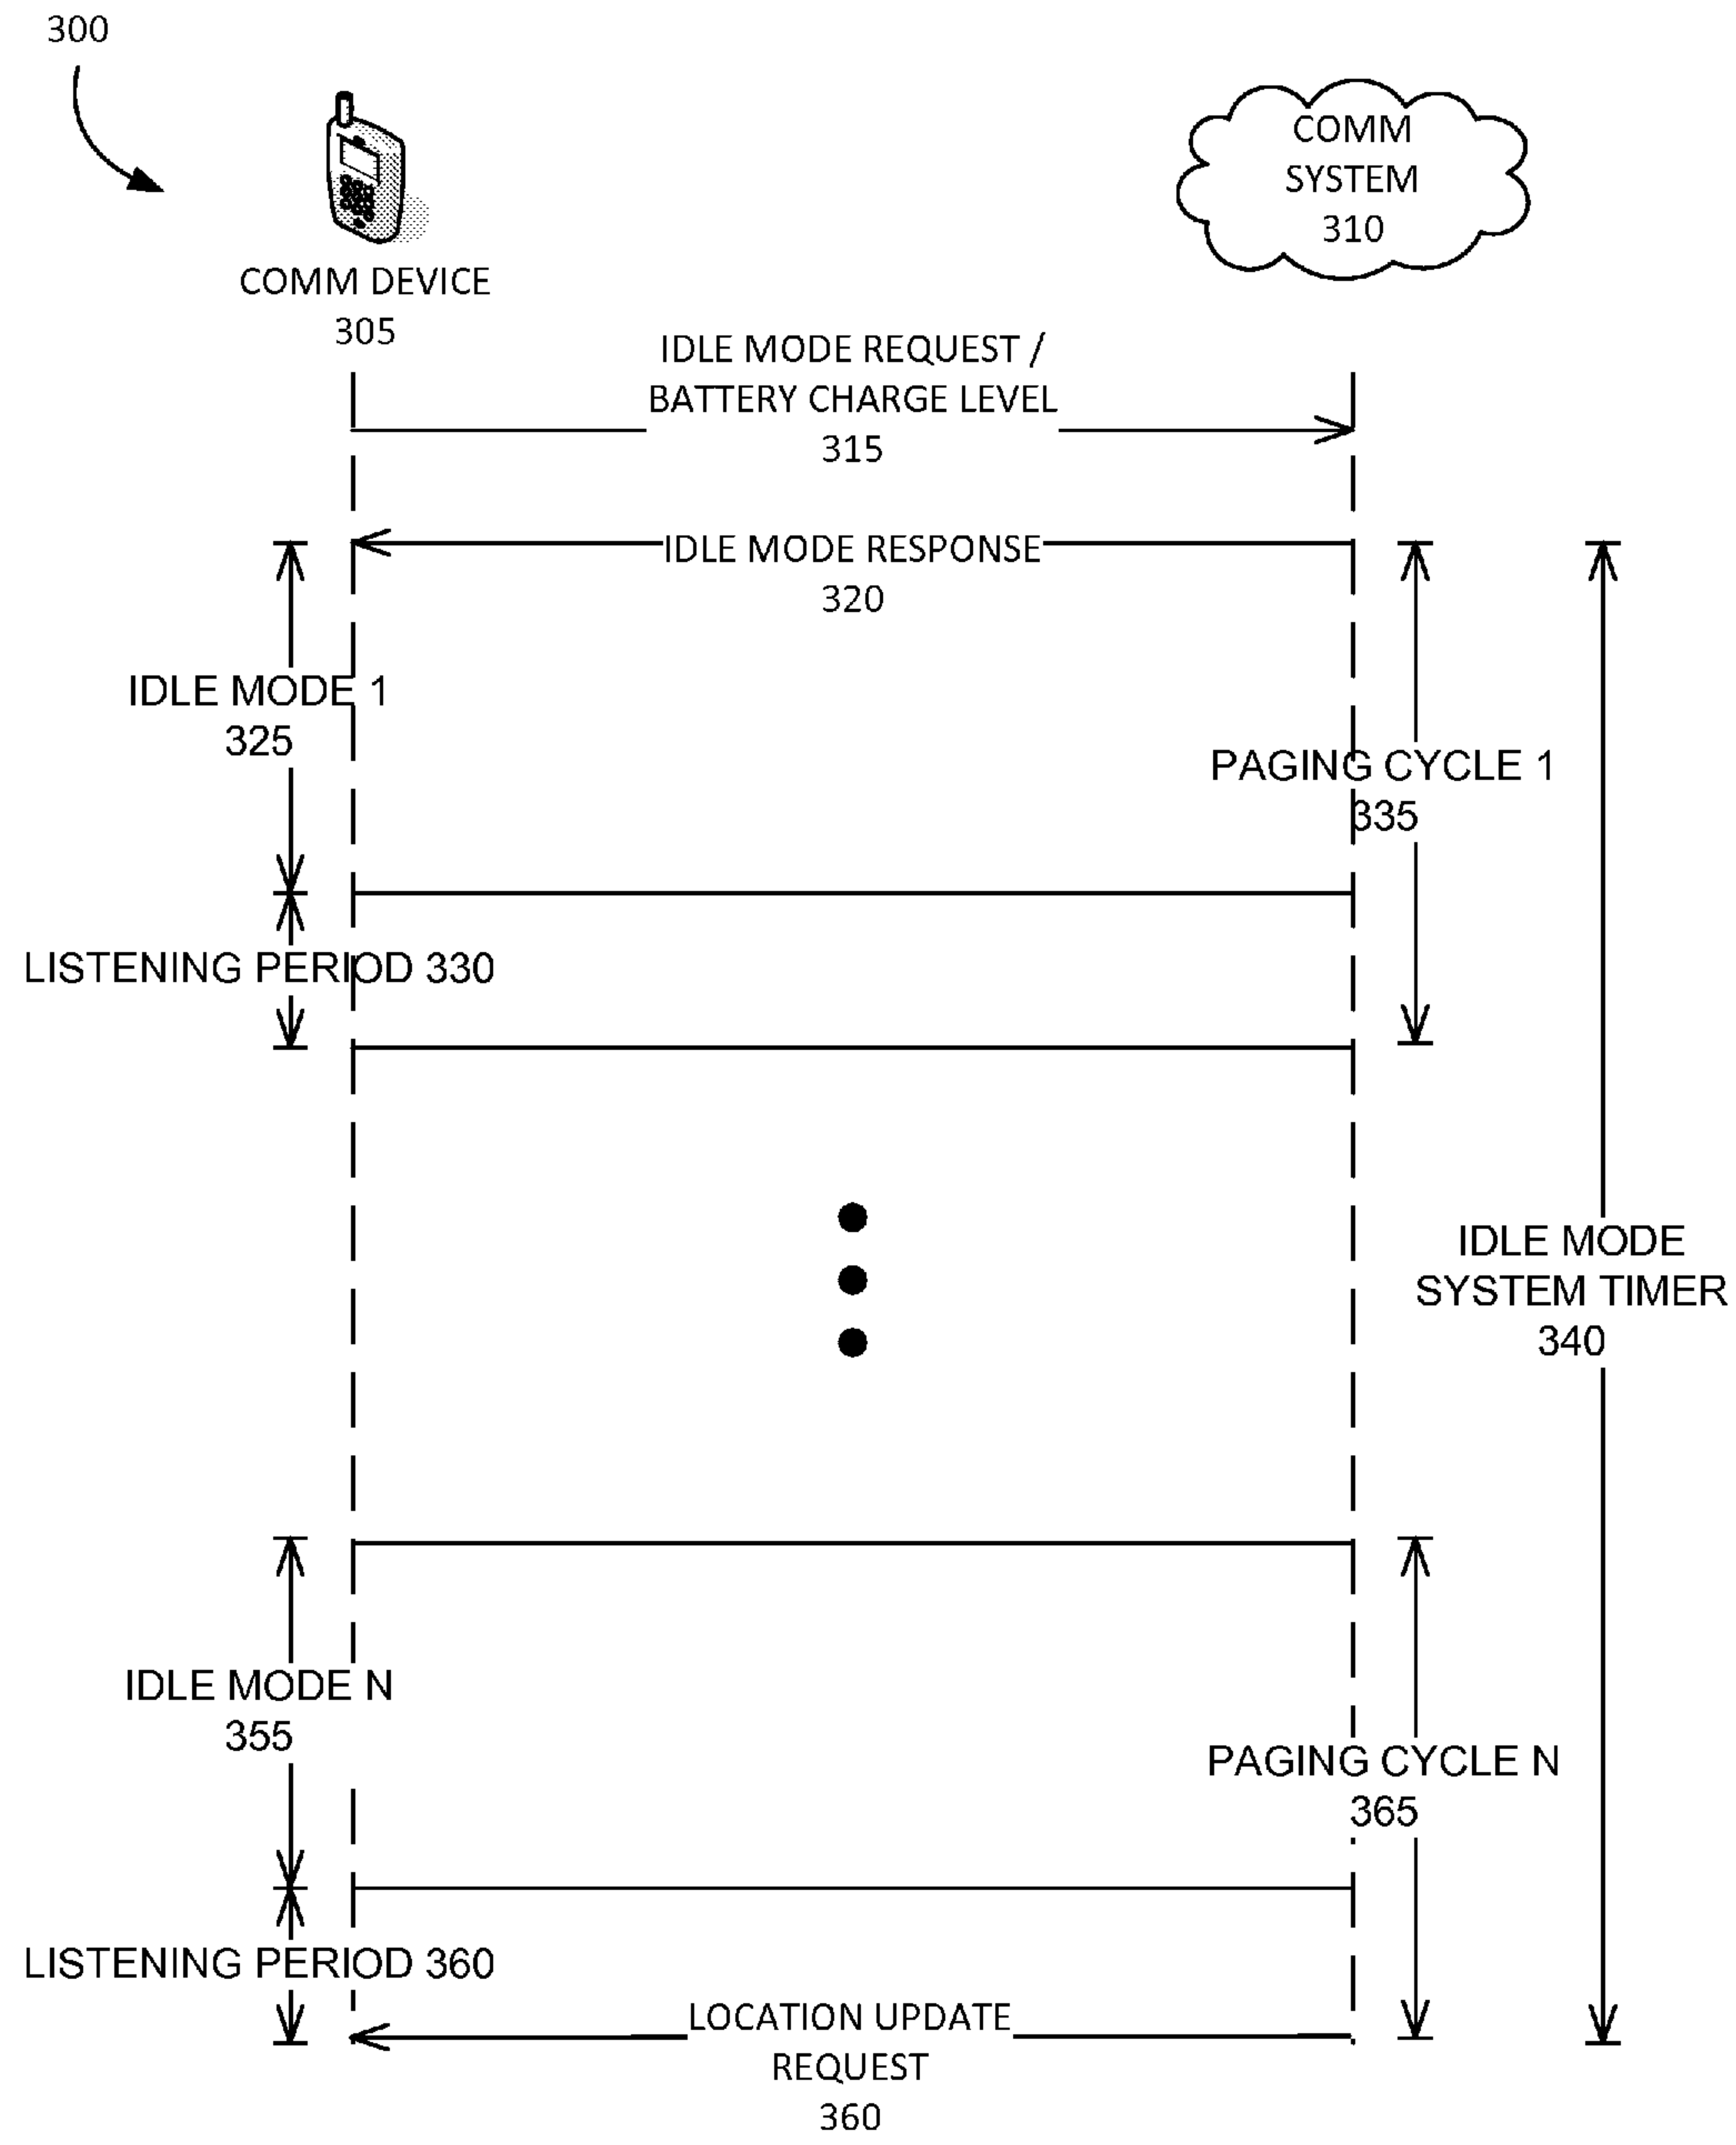 300
COMM
SYSTEM
310
COMM DEVICE
305
IDLE MODE REQUEST /
BATTERY CHARGE LEVEL
315
IDLE MODE RESPONSE
320
IDLE MODE 1
325
PAGING CYCLE 1
335
LISTENING PERIOD 330
IDLE MODE
SYSTEM TIMER
340
IDLE MODE N
355
PAGING CYCLE N
365
LISTENING PERIOD 360
LOCATION UPDATE
REQUEST
360